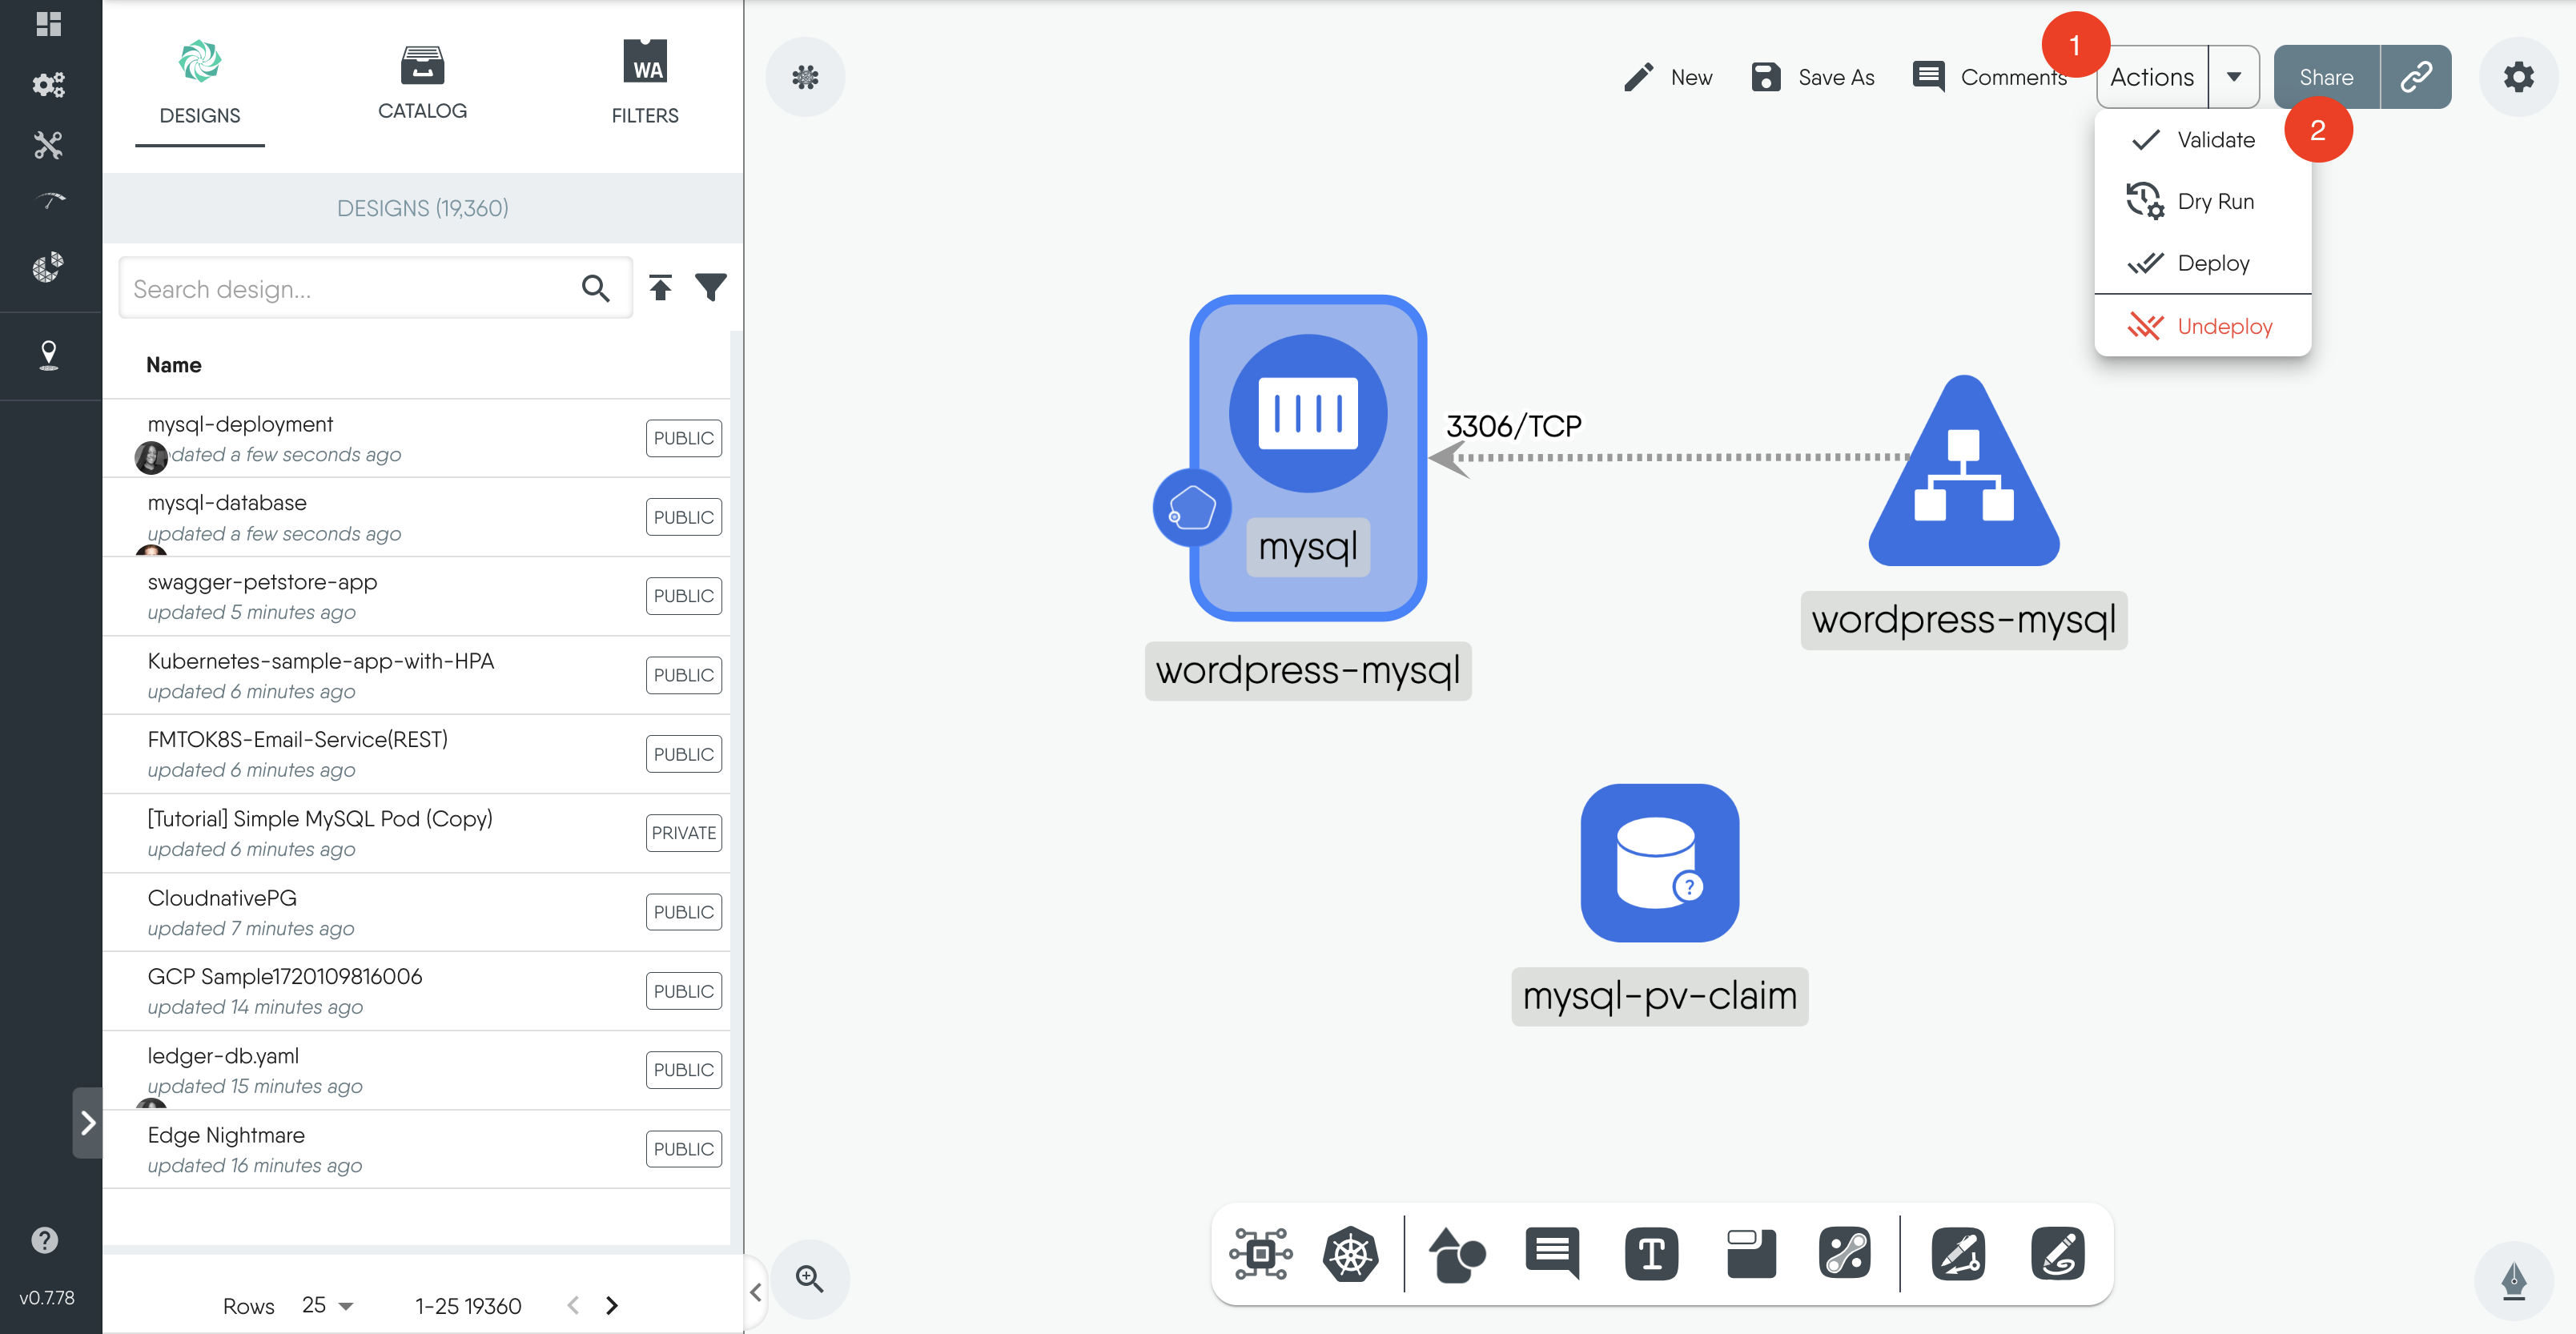 DESIGNS
CATALOG
WA
FILTERS
DESIGNS (19,360)
Search design...
Name
mysql-deployment
dated a few seconds ago
PUBLIC
mysql-database
updated a few seconds ago
PUBLIC
swagger-petstore-app
updated 5 minutes ago
PUBLIC
Kubernetes-sample-app-with-HPA
updated 6 minutes ago
PUBLIC
FMTOK8S-Email-Service(REST)
updated 6 minutes ago
PUBLIC
[Tutorial] Simple MySQL Pod (Copy)
updated 6 minutes ago
PRIVATE
CloudnativePG
updated 7 minutes ago
PUBLIC
GCP Sample1720109816006
updated 14 minutes ago
PUBLIC
ledger-db.yaml
updated 15 minutes ago
PUBLIC
Edge Nightmare
updated 16 minutes ago
PUBLIC
Rows 25 1-25 19360
v0.7.78
New
Save As
Comments
1
Actions
Share
2
Validate
Dry Run
Deploy
Undeploy
3306/TCP
mysql
wordpress-mysql
wordpress-mysql
?
mysql-pv-claim
T
?